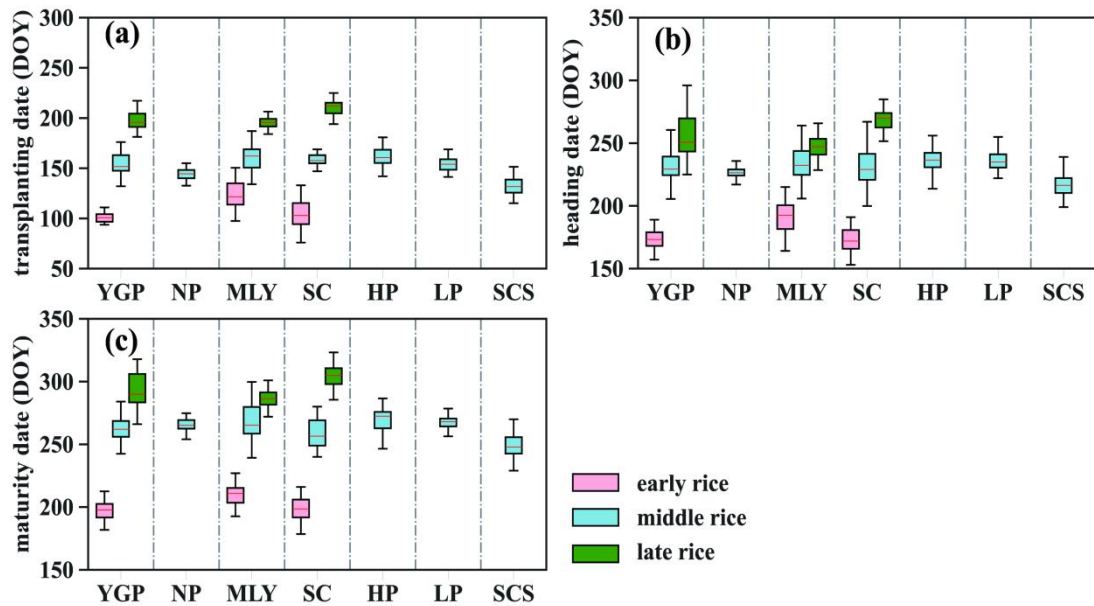 (a)
transplanting date (DOY)
300
250
200
150
100
50
YGP NP MLY SC HP LP SCS
(b)
heading date (DOY)
350
300
250
200
150
YGP NP MLY SC HP LP SCS
(c)
maturity date (DOY)
350
300
250
200
150
YGP NP MLY SC HP LP SCS
early rice
middle rice
late rice